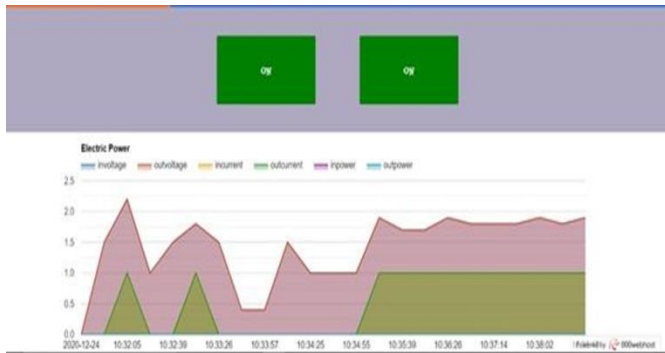 Electric Power
involtage outvoltage incurrent outcurrent inpower outpower
2.5
2.0
1.5
1.0
0.5
0.0
2020-12-24 10:32:05 10:32:39 10:33:26 10:33:57 10:34:25 10:34:55 10:35:39 10:36:26 10:37:14 10:38:02
Powered by 000webhost